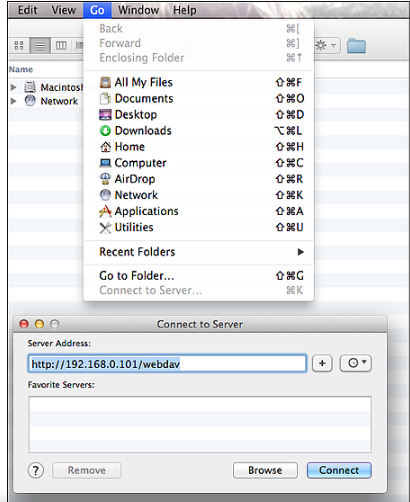 Edit View Go Window Help
Back ⌘[
Forward ⌘]
Enclosing Folder ⌘↑
Name
All My Files ⇧⌘F
Macintosh
Documents ⇧⌘O
Network
Desktop ⇧⌘D
Downloads ⌥⌘L
Home ⇧⌘H
Computer ⇧⌘C
AirDrop ⇧⌘R
Network ⇧⌘K
Applications ⇧⌘A
Utilities ⇧⌘U
Recent Folders ▶
Go to Folder... ⇧⌘G
Connect to Server... ⌘K
Connect to Server
Server Address:
http://192.168.0.101/webdav +
Favorite Servers:
? Remove Browse Connect